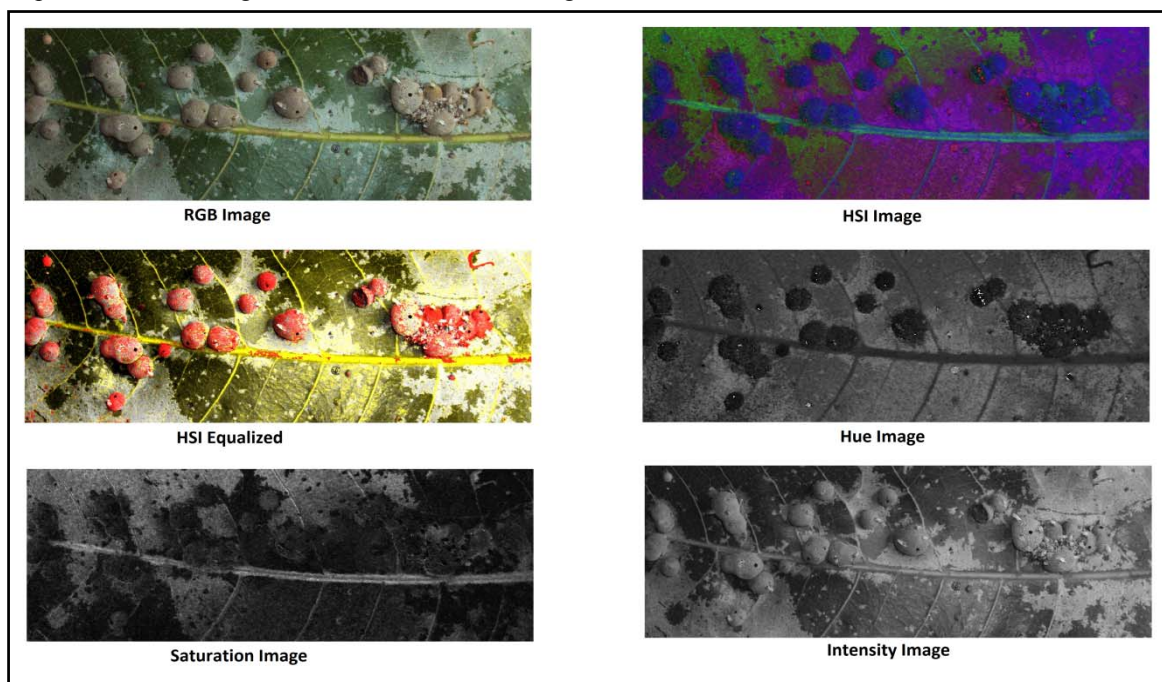 RGB Image
HSI Image
HSI Equalized
Hue Image
Saturation Image
Intensity Image